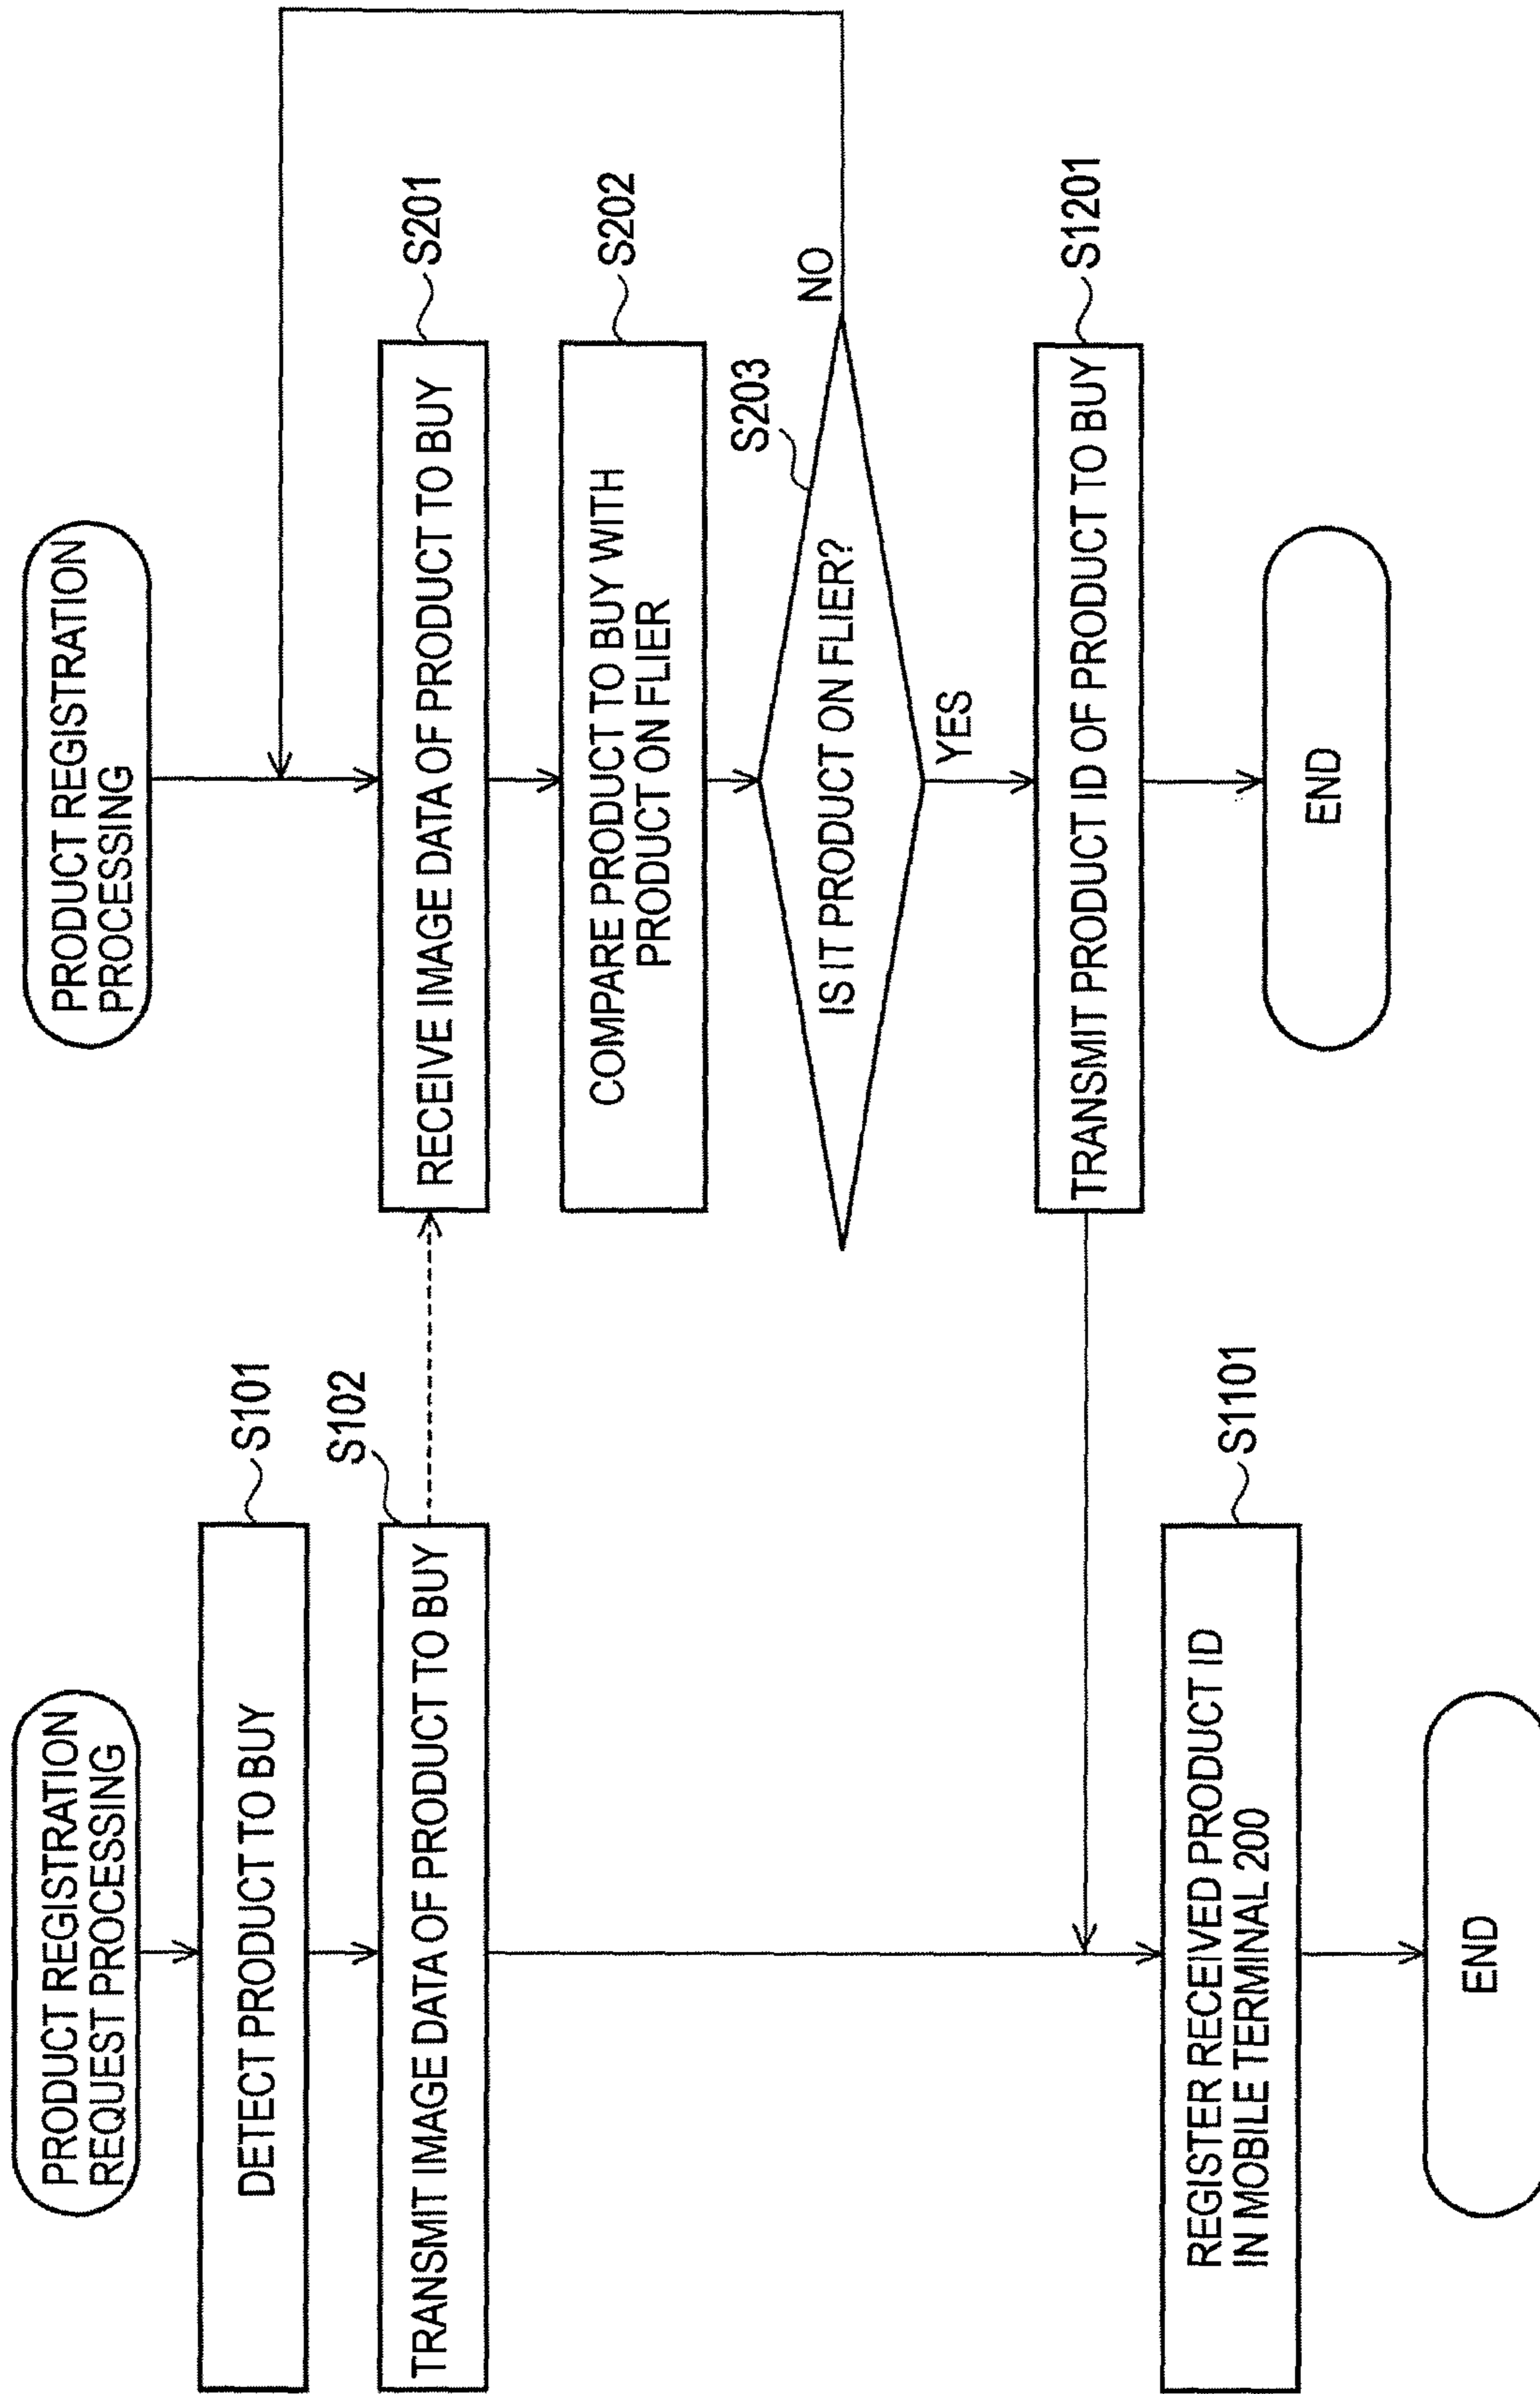 PRODUCT REGISTRATION
REQUEST PROCESSING
DETECT PRODUCT TO BUY
S101
TRANSMIT IMAGE DATA OF PRODUCT TO BUY
S102
REGISTER RECEIVED PRODUCT ID
IN MOBILE TERMINAL 200
S1101
END
PRODUCT REGISTRATION
PROCESSING
RECEIVE IMAGE DATA OF PRODUCT TO BUY
S201
COMPARE PRODUCT TO BUY WITH
PRODUCT ON FLIER
S202
IS IT PRODUCT ON FLIER?
S203
NO
YES
TRANSMIT PRODUCT ID OF PRODUCT TO BUY
S1201
END